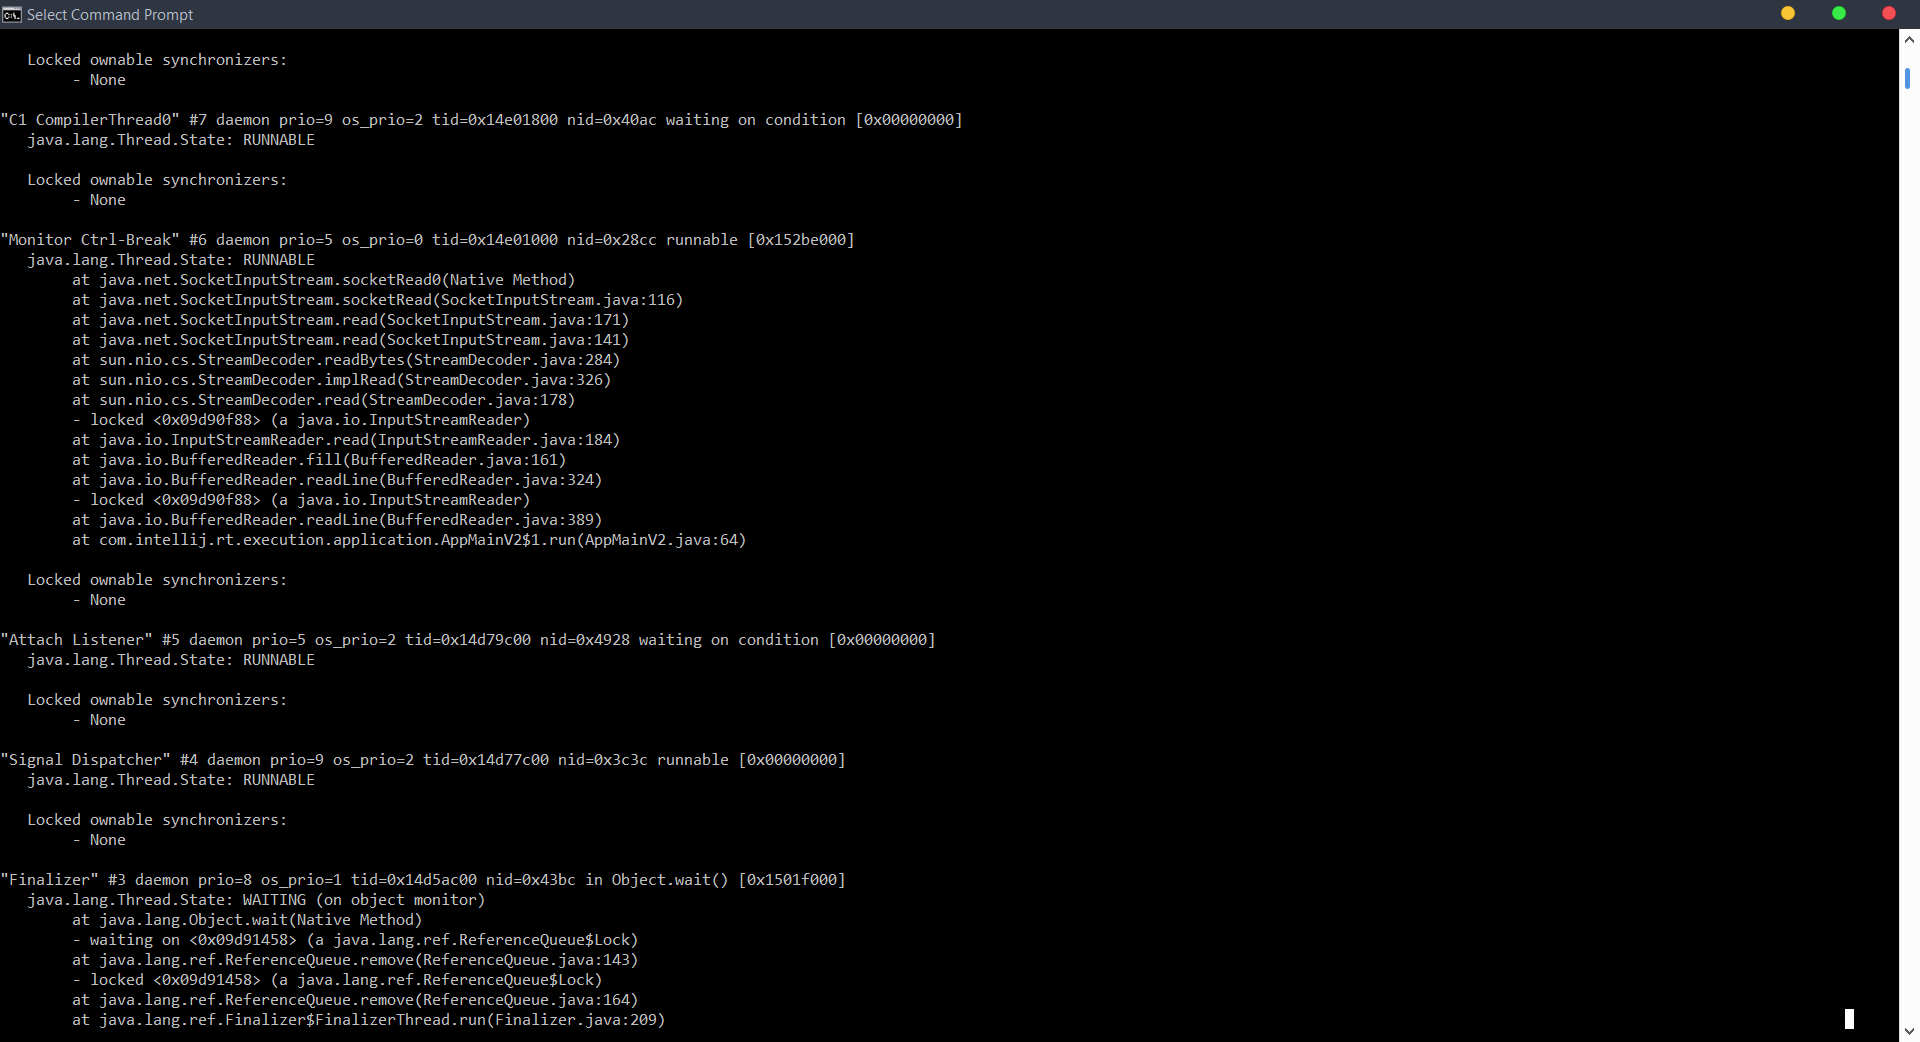 Select Command Prompt
Locked ownable synchronizers:
- None
"C1 CompilerThread0" #7 daemon prio=9 os_prio=2 tid=0x14e01800 nid=0x40ac waiting on condition [0x00000000]
java.lang.Thread.State: RUNNABLE
Locked ownable synchronizers:
- None
"Monitor Ctrl-Break" #6 daemon prio=5 os_prio=0 tid=0x14e01000 nid=0x28cc runnable [0x152be000]
java.lang.Thread.State: RUNNABLE
at java.net.SocketInputStream.socketRead0(Native Method)
at java.net.SocketInputStream.socketRead(SocketInputStream.java:116)
at java.net.SocketInputStream.read(SocketInputStream.java:171)
at java.net.SocketInputStream.read(SocketInputStream.java:141)
at sun.nio.cs.StreamDecoder.readBytes(StreamDecoder.java:284)
at sun.nio.cs.StreamDecoder.implRead(StreamDecoder.java:326)
at sun.nio.cs.StreamDecoder.read(StreamDecoder.java:178)
- locked <0x09d90f88> (a java.io.InputStreamReader)
at java.io.InputStreamReader.read(InputStreamReader.java:184)
at java.io.BufferedReader.fill(BufferedReader.java:161)
at java.io.BufferedReader.readLine(BufferedReader.java:324)
- locked <0x09d90f88> (a java.io.InputStreamReader)
at java.io.BufferedReader.readLine(BufferedReader.java:389)
at com.intellij.rt.execution.application.AppMainV2$1.run(AppMainV2.java:64)
Locked ownable synchronizers:
- None
"Attach Listener" #5 daemon prio=5 os_prio=2 tid=0x14d79c00 nid=0x4928 waiting on condition [0x00000000]
java.lang.Thread.State: RUNNABLE
Locked ownable synchronizers:
- None
"Signal Dispatcher" #4 daemon prio=9 os_prio=2 tid=0x14d77c00 nid=0x3c3c runnable [0x00000000]
java.lang.Thread.State: RUNNABLE
Locked ownable synchronizers:
- None
"Finalizer" #3 daemon prio=8 os_prio=1 tid=0x14d5ac00 nid=0x43bc in Object.wait() [0x1501f000]
java.lang.Thread.State: WAITING (on object monitor)
at java.lang.Object.wait(Native Method)
- waiting on <0x09d91458> (a java.lang.ref.ReferenceQueue$Lock)
at java.lang.ref.ReferenceQueue.remove(ReferenceQueue.java:143)
- locked <0x09d91458> (a java.lang.ref.ReferenceQueue$Lock)
at java.lang.ref.ReferenceQueue.remove(ReferenceQueue.java:164)
at java.lang.ref.Finalizer$FinalizerThread.run(Finalizer.java:209)